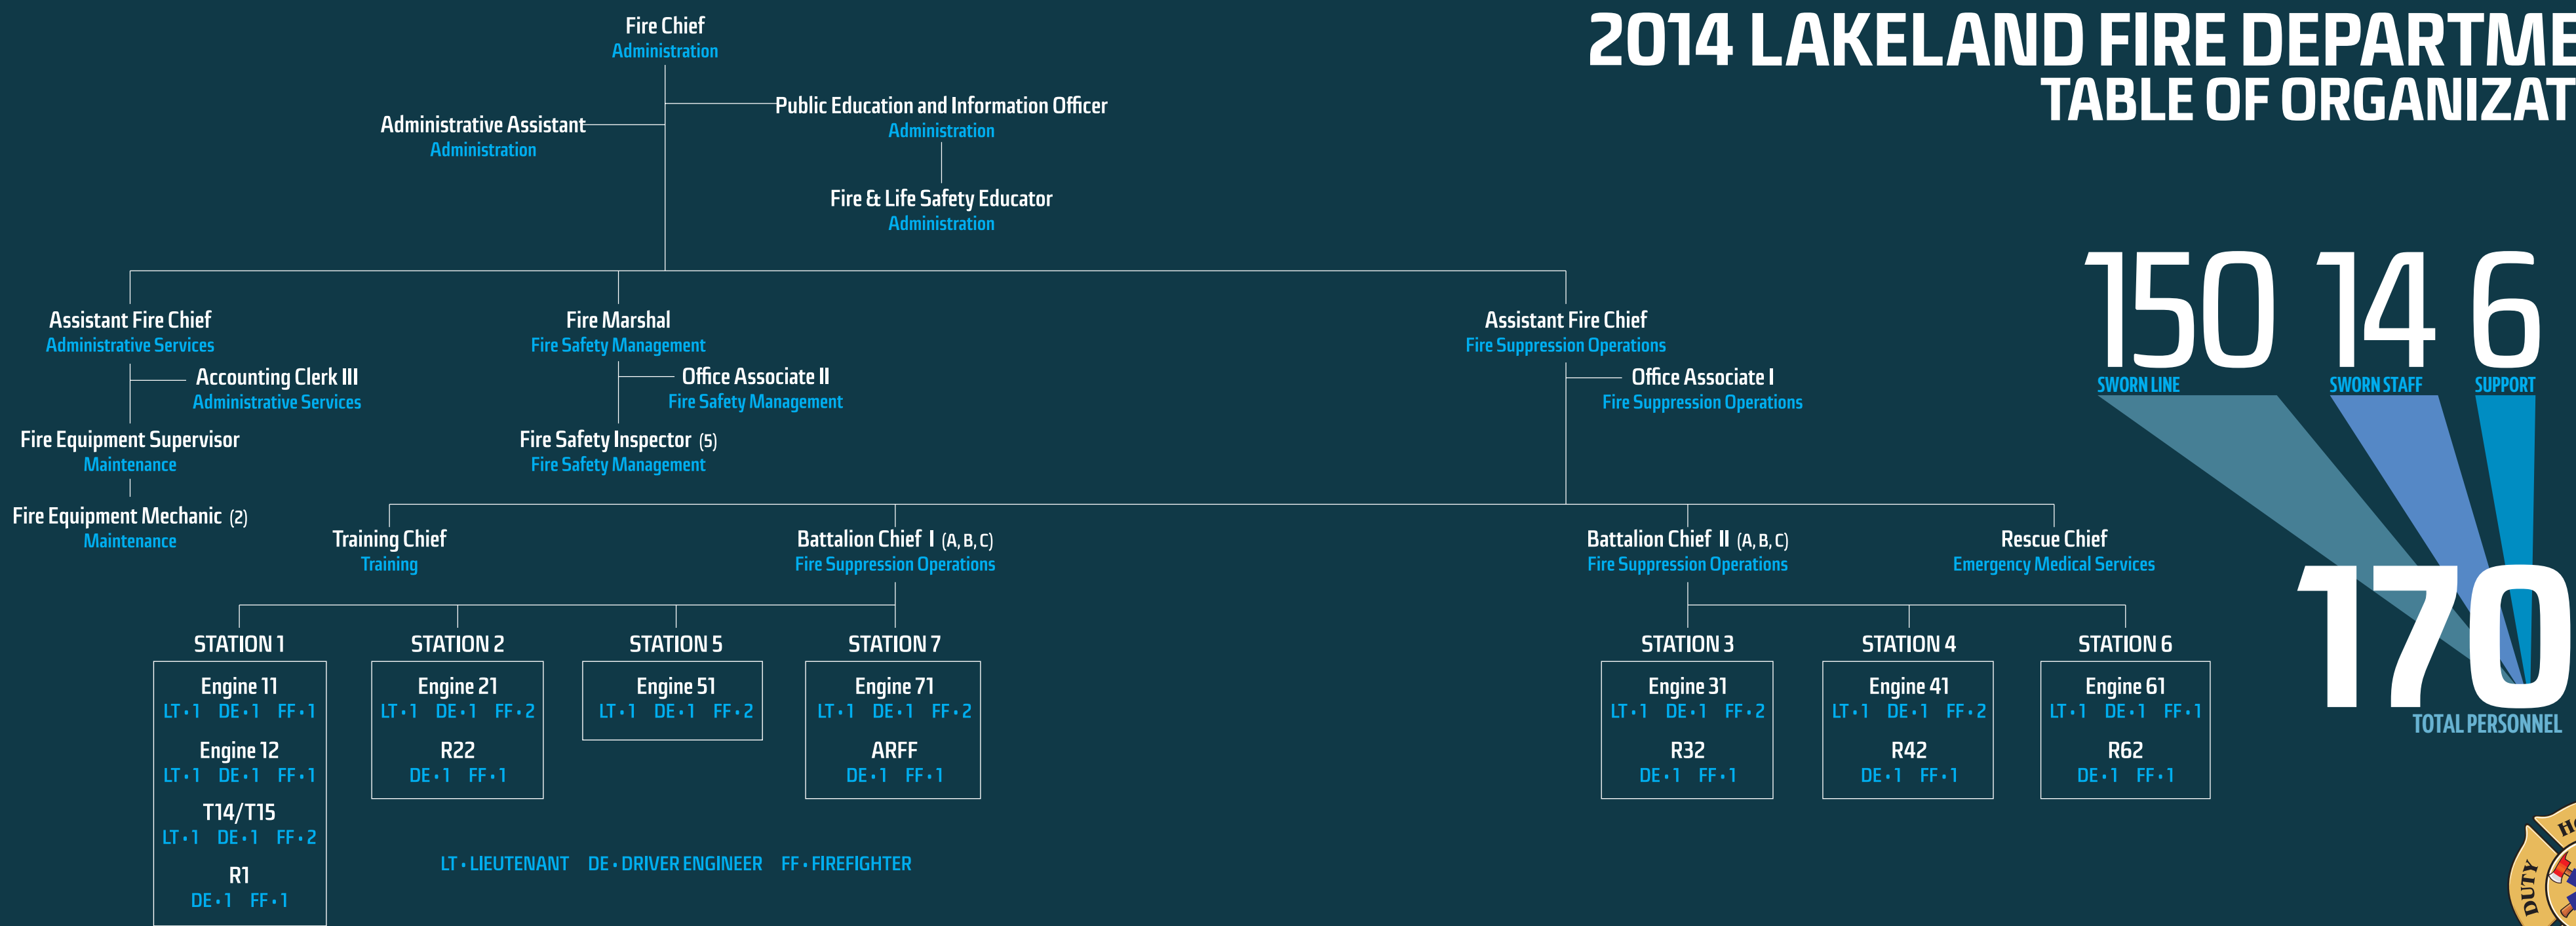 2014 LAKELAND FIRE DEPARTME
TABLE OF ORGANIZAT
Fire Chief
Administration
Public Education and Information Officer
Administration
Administrative Assistant
Administration
Fire & Life Safety Educator
Administration
Assistant Fire Chief
Administrative Services
Accounting Clerk III
Administrative Services
Fire Equipment Supervisor
Maintenance
Fire Equipment Mechanic (2)
Maintenance
Fire Marshal
Fire Safety Management
Office Associate II
Fire Safety Management
Fire Safety Inspector (5)
Fire Safety Management
Assistant Fire Chief
Fire Suppression Operations
Office Associate I
Fire Suppression Operations
Training Chief
Training
Battalion Chief I (A, B, C)
Fire Suppression Operations
Battalion Chief II (A, B, C)
Fire Suppression Operations
Rescue Chief
Emergency Medical Services
STATION 1
Engine 11
LT • 1 DE • 1 FF • 1
Engine 12
LT • 1 DE • 1 FF • 1
T14/T15
LT • 1 DE • 1 FF • 2
R1
DE • 1 FF • 1
STATION 2
Engine 21
LT • 1 DE • 1 FF • 2
R22
DE • 1 FF • 1
STATION 5
Engine 51
LT • 1 DE • 1 FF • 2
STATION 7
Engine 71
LT • 1 DE • 1 FF • 2
ARFF
DE • 1 FF • 1
STATION 3
Engine 31
LT • 1 DE • 1 FF • 2
R32
DE • 1 FF • 1
STATION 4
Engine 41
LT • 1 DE • 1 FF • 2
R42
DE • 1 FF • 1
STATION 6
Engine 61
LT • 1 DE • 1 FF • 1
R62
DE • 1 FF • 1
LT • LIEUTENANT DE • DRIVER ENGINEER FF • FIREFIGHTER
150 14 6
SWORN LINE SWORN STAFF SUPPORT
170
TOTAL PERSONNEL
DUTY